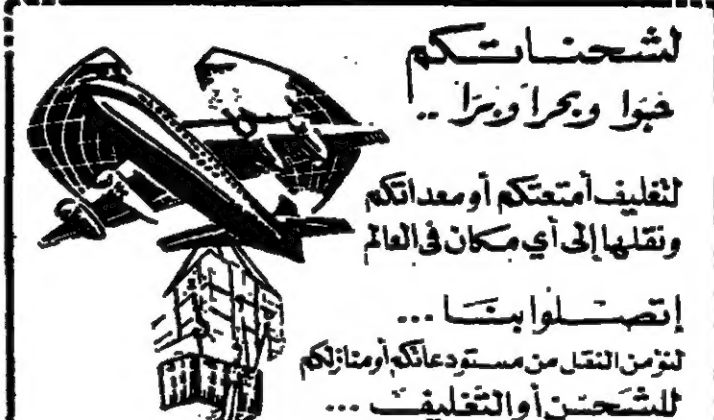 لشحناتكم
جوا وبحرا وبرا ..
لتغليف أمتعتكم أو معداتكم
ونقلها إلى أي مكان في العالم
إتصلوا بنا ...
لنؤمن النقل من مستودعاتكم أو منازلكم
للشحن أو التغليف ...